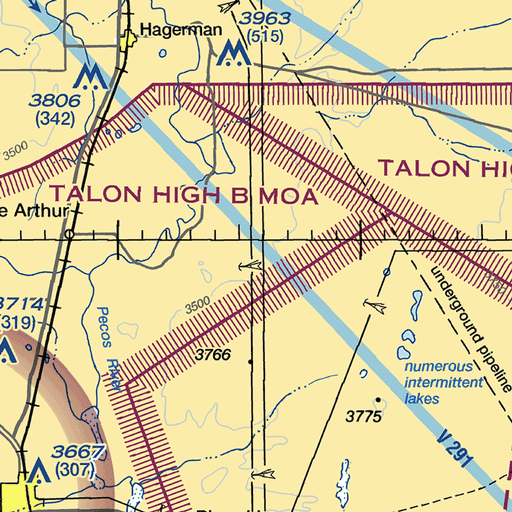 3963
(515)
Hagerman
3806
(342)
3500
TALON HIG
TALON HIGH B MOA
e Arthur
3714
(319)
3500
Pecos River
3766
underground pipeline
numerous
intermittent
lakes
3775
V 291
3667
(307)